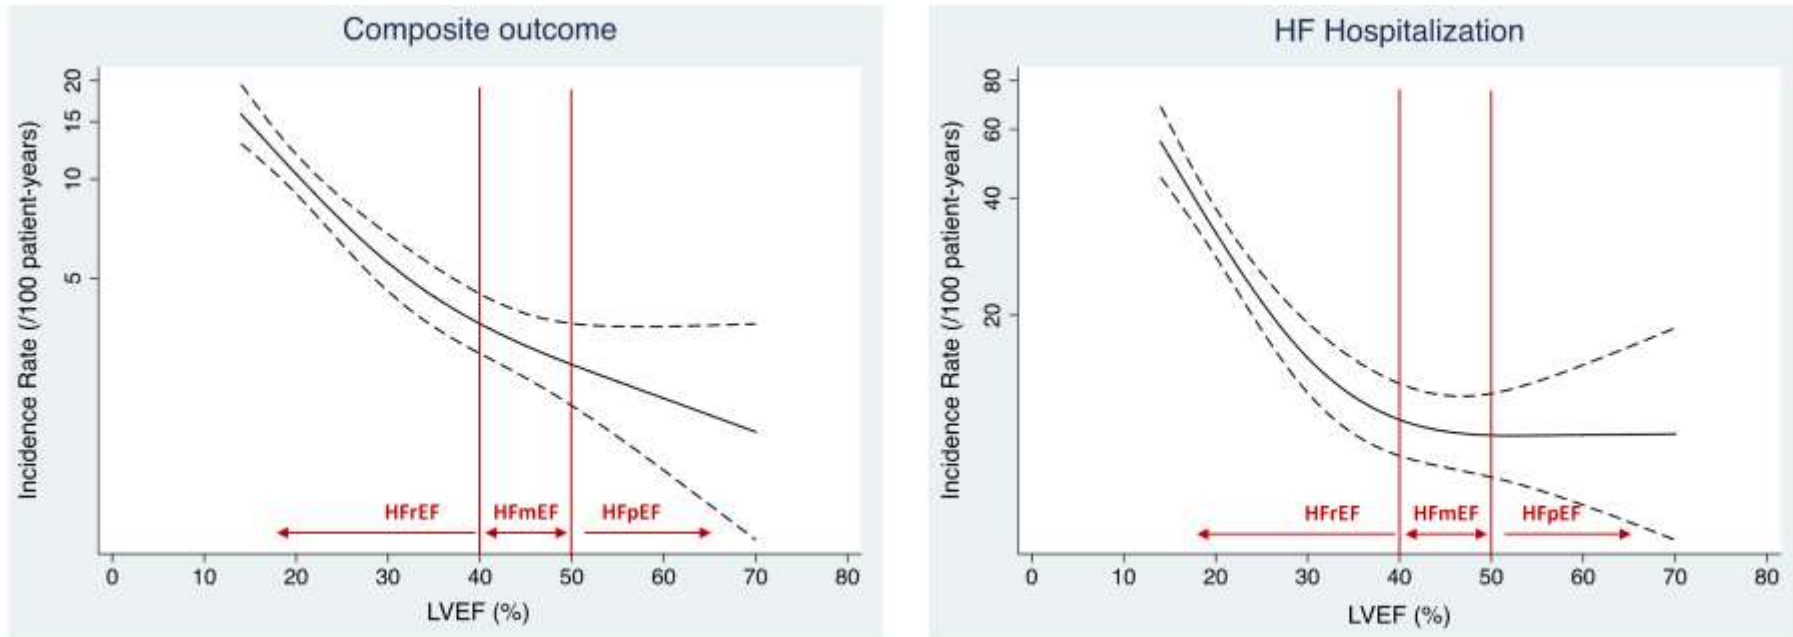 Composite outcome
Incidence Rate (/100 patient-years)
20
15
10
5
HFrEF
HFmEF
HFpEF
0 10 20 30 40 50 60 70 80
LVEF (%)
HF Hospitalization
Incidence Rate (/100 patient-years)
80
60
40
20
HFrEF
HFmEF
HFpEF
0 10 20 30 40 50 60 70 80
LVEF (%)